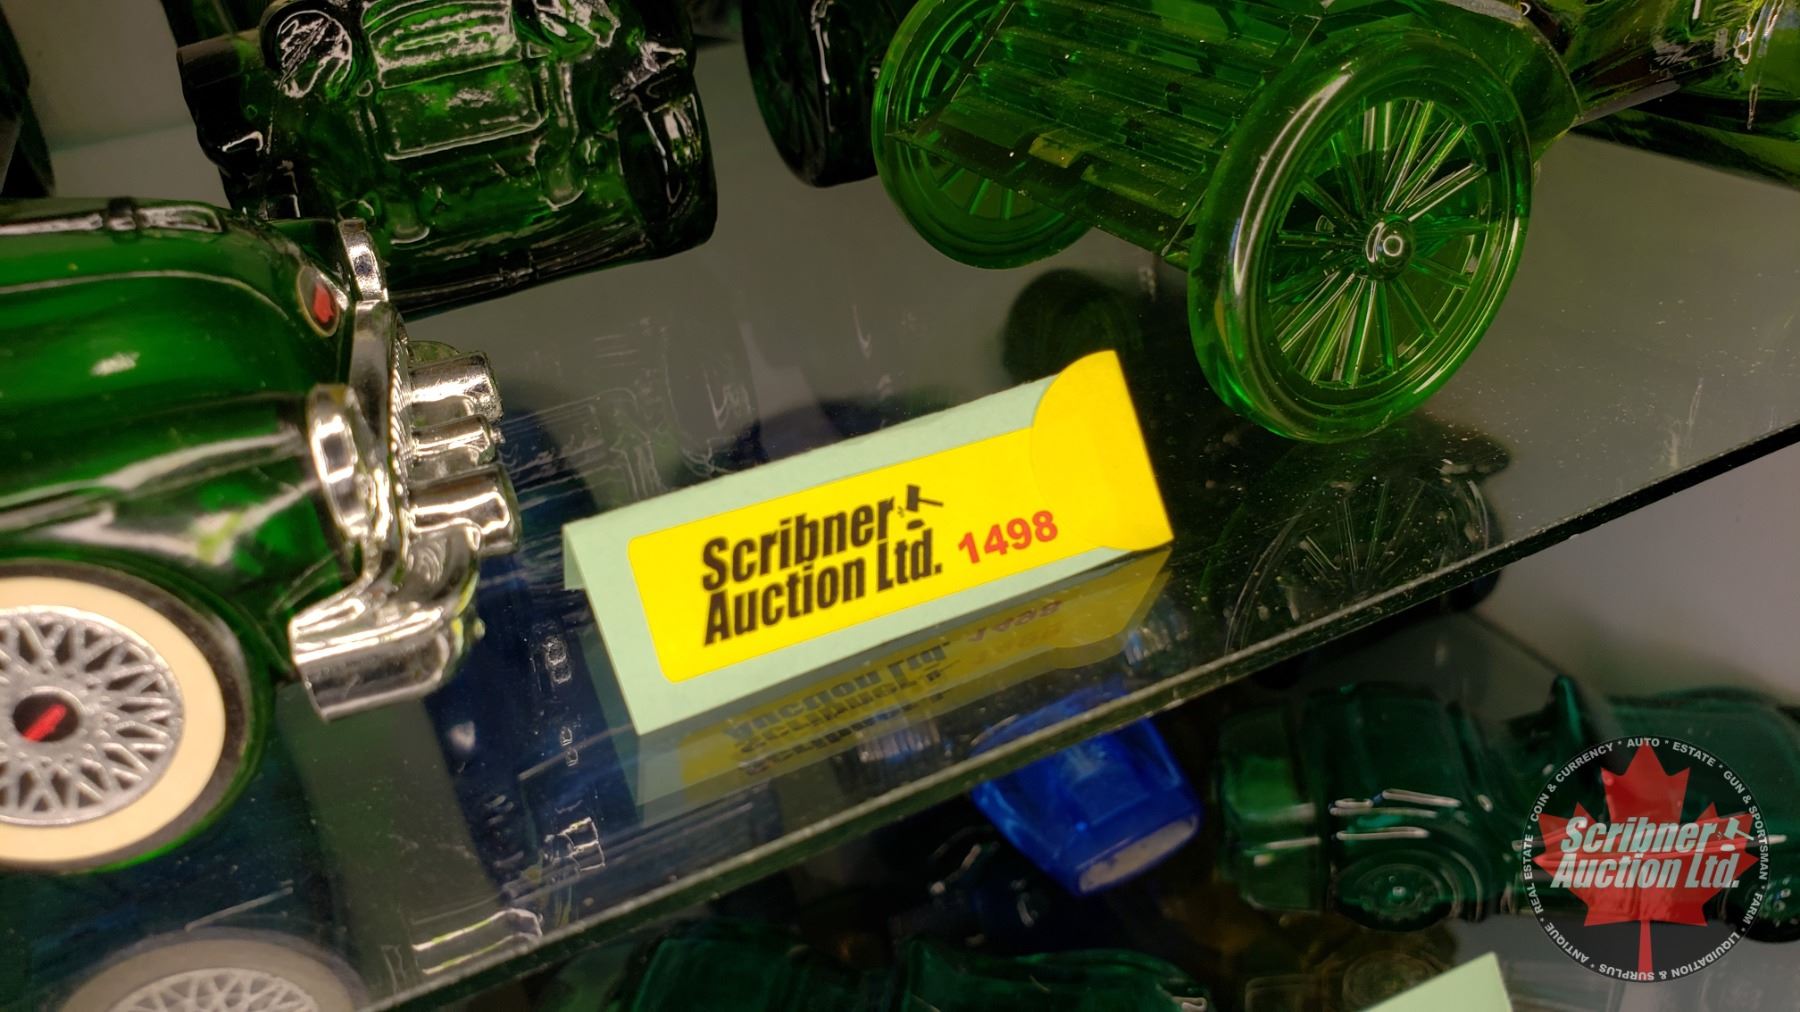 Scribner
Auction Ltd. 1498
COIN & CURRENCY * AUTO * ESTATE * GUN & SPORTSMAN * FARM * LIQUIDATION & SURPLUS * ANTIQUE * REAL ESTATE *
Scribner
Auction Ltd.